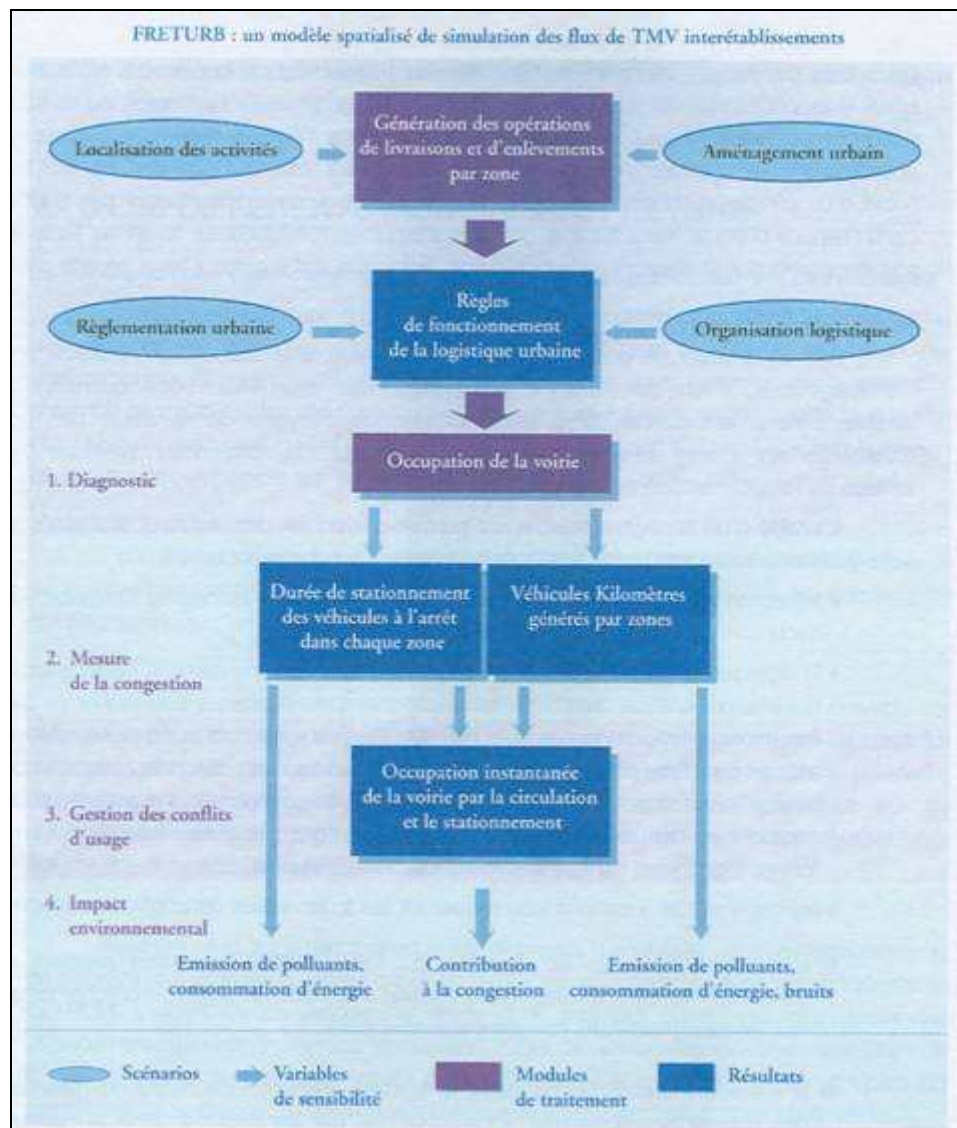 FRETURB : un modèle spatialisé de simulation des flux de TMV interétablissements
Génération des opérations
de livraisons et d'enlèvements
par zone
Localisation des activités
Aménagement urbain
Règles
de fonctionnement
de la logistique urbaine
Règlementation urbaine
Organisation logistique
Occupation de la voirie
1. Diagnostic
Durée de stationnement
des véhicules à l'arrêt
dans chaque zone
Véhicules Kilomètres
générés par zones
2. Mesure
de la congestion
Occupation instantanée
de la voirie par la circulation
et le stationnement
3. Gestion des conflits
d'usage
4. Impact
environnemental
Emission de polluants,
consommation d'énergie
Contribution
à la congestion
Emission de polluants,
consommation d'énergie, bruits
Scénarios
Variables
de sensibilité
Modules
de traitement
Résultats